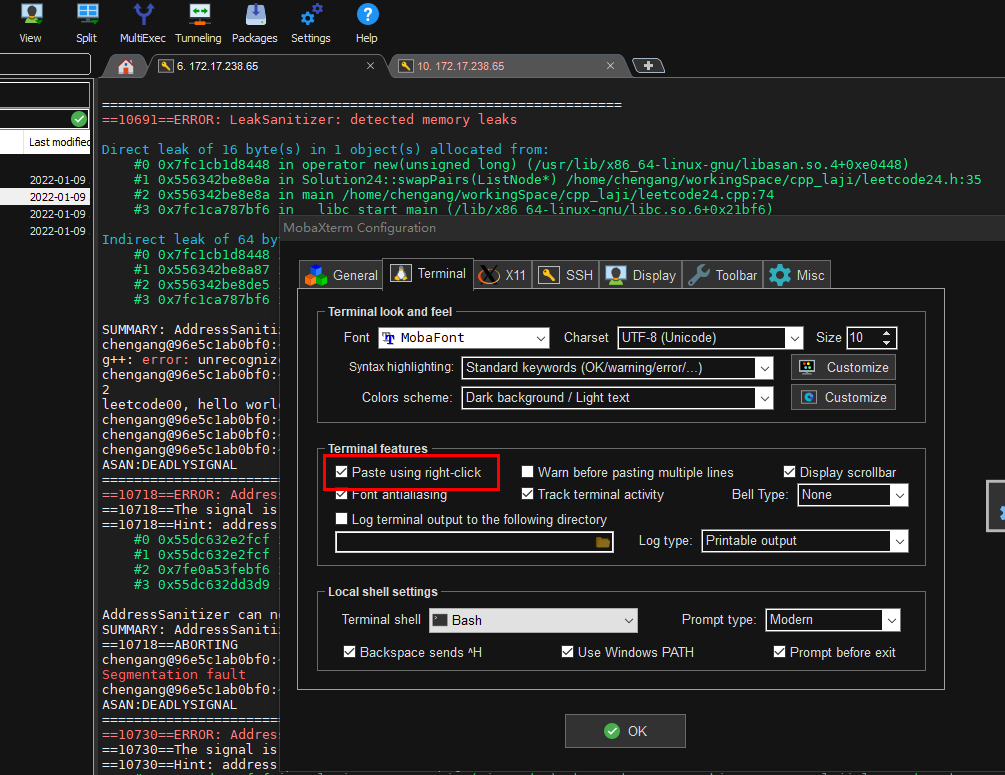 View Split MultiExec Tunneling Packages Settings Help
6. 172.17.238.65
10. 172.17.238.65
Last modified
2022-01-09
2022-01-09
2022-01-09
2022-01-09
=================================================================
==10691==ERROR: LeakSanitizer: detected memory leaks
Direct leak of 16 byte(s) in 1 object(s) allocated from:
#0 0x7fc1cb1d8448 in operator new(unsigned long) (/usr/lib/x86_64-linux-gnu/libasan.so.4+0xe0448)
#1 0x556342be8e8a in Solution24::swapPairs(ListNode*) /home/chengang/workingSpace/cpp_laji/leetcode24.h:35
#2 0x556342be8e8a in main /home/chengang/workingSpace/cpp_laji/leetcode24.cpp:74
#3 0x7fc1ca787bf6 in __libc_start_main (/lib/x86_64-linux-gnu/libc.so.6+0x21bf6)
Indirect leak of 64 by
#0 0x7fc1cb1d8448
#1 0x556342be8a87
#2 0x556342be8de5
#3 0x7fc1ca787bf6
SUMMARY: AddressSaniti
chengang@96e5c1ab0bf0:
g++: error: unrecogniz
chengang@96e5c1ab0bf0:
2
leetcode00, hello worl
chengang@96e5c1ab0bf0:
chengang@96e5c1ab0bf0:
chengang@96e5c1ab0bf0:
ASAN:DEADLYSIGNAL
======================
==10718==ERROR: Addres
==10718==The signal is
==10718==Hint: address
#0 0x55dc632e2fcf
#1 0x55dc632e2fcf
#2 0x7fe0a53febf6
#3 0x55dc632dd3d9
AddressSanitizer can n
SUMMARY: AddressSaniti
==10718==ABORTING
chengang@96e5c1ab0bf0:
Segmentation fault
chengang@96e5c1ab0bf0:
ASAN:DEADLYSIGNAL
======================
==10730==ERROR: Addres
==10730==The signal is
==10730==Hint: address
MobaXterm Configuration
General Terminal X11 SSH Display Toolbar Misc
Terminal look and feel
Font MobaFont Charset UTF-8 (Unicode) Size 10
Syntax highlighting: Standard keywords (OK/warning/error/...) Customize
Colors scheme: Dark background / Light text Customize
Terminal features
Paste using right-click Warn before pasting multiple lines Display scrollbar
Font antialiasing Track terminal activity Bell Type: None
Log terminal output to the following directory
Log type: Printable output
Local shell settings
Terminal shell Bash Prompt type: Modern
Backspace sends ^H Use Windows PATH Prompt before exit
OK